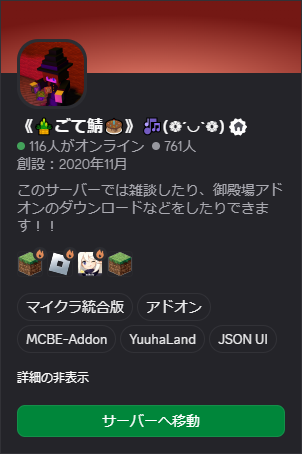 《🎍ごて鯖🎂》 🎶(❁´◡`❁)
116人がオンライン 761人
創設：2020年11月
このサーバーでは雑談したり、御殿場アド
オンのダウンロードなどをしたりできま
す！！
マイクラ統合版 アドオン
MCBE-Addon YuuhaLand JSON UI
詳細の非表示
サーバーへ移動